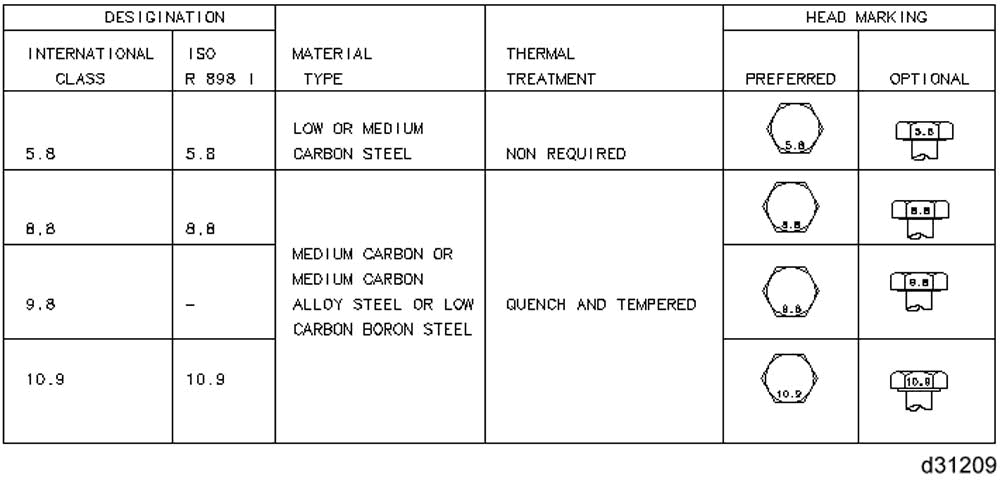 DESIGINATION HEAD MARKING
INTERNATIONAL ISO MATERIAL THERMAL
CLASS R 898 I TYPE TREATMENT PREFERRED OPTIONAL
LOW OR MEDIUM
5.8 5.8 CARBON STEEL NON REQUIRED 5.8 5.8
8.8 8.8 8.8 8.8
MEDIUM CARBON OR
MEDIUM CARBON
9.8 - ALLOY STEEL OR LOW QUENCH AND TEMPERED 9.8 9.8
CARBON BORON STEEL
10.9 10.9 10.9 10.9
d31209